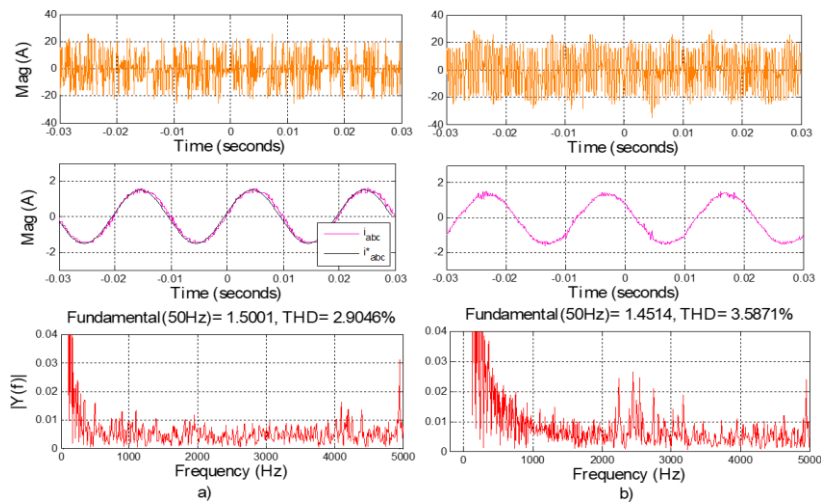 40
20
0
-20
40
Mag (A)
-0.03 -0.02 -0.01 0 0.01 0.02 0.03
Time (seconds)
2
0
-2
Mag (A)
i abc
i* abc
-0.03 -0.02 -0.01 0 0.01 0.02 0.03
Time (seconds)
Fundamental(50Hz)= 1.5001, THD= 2.9046%
0.04
0.03
0.02
0.01
0
|Y(f)|
0 1000 2000 3000 4000 5000
Frequency (Hz)
a)
40
20
0
-20
-40
-0.03 -0.02 -0.01 0 0.01 0.02 0.03
Time (seconds)
2
0
-2
-0.03 -0.02 -0.01 0 0.01 0.02 0.03
Time (seconds)
Fundamental(50Hz)= 1.4514, THD= 3.5871%
0.04
0.03
0.02
0.01
0
0 1000 2000 3000 4000 5000
Frequency (Hz)
b)